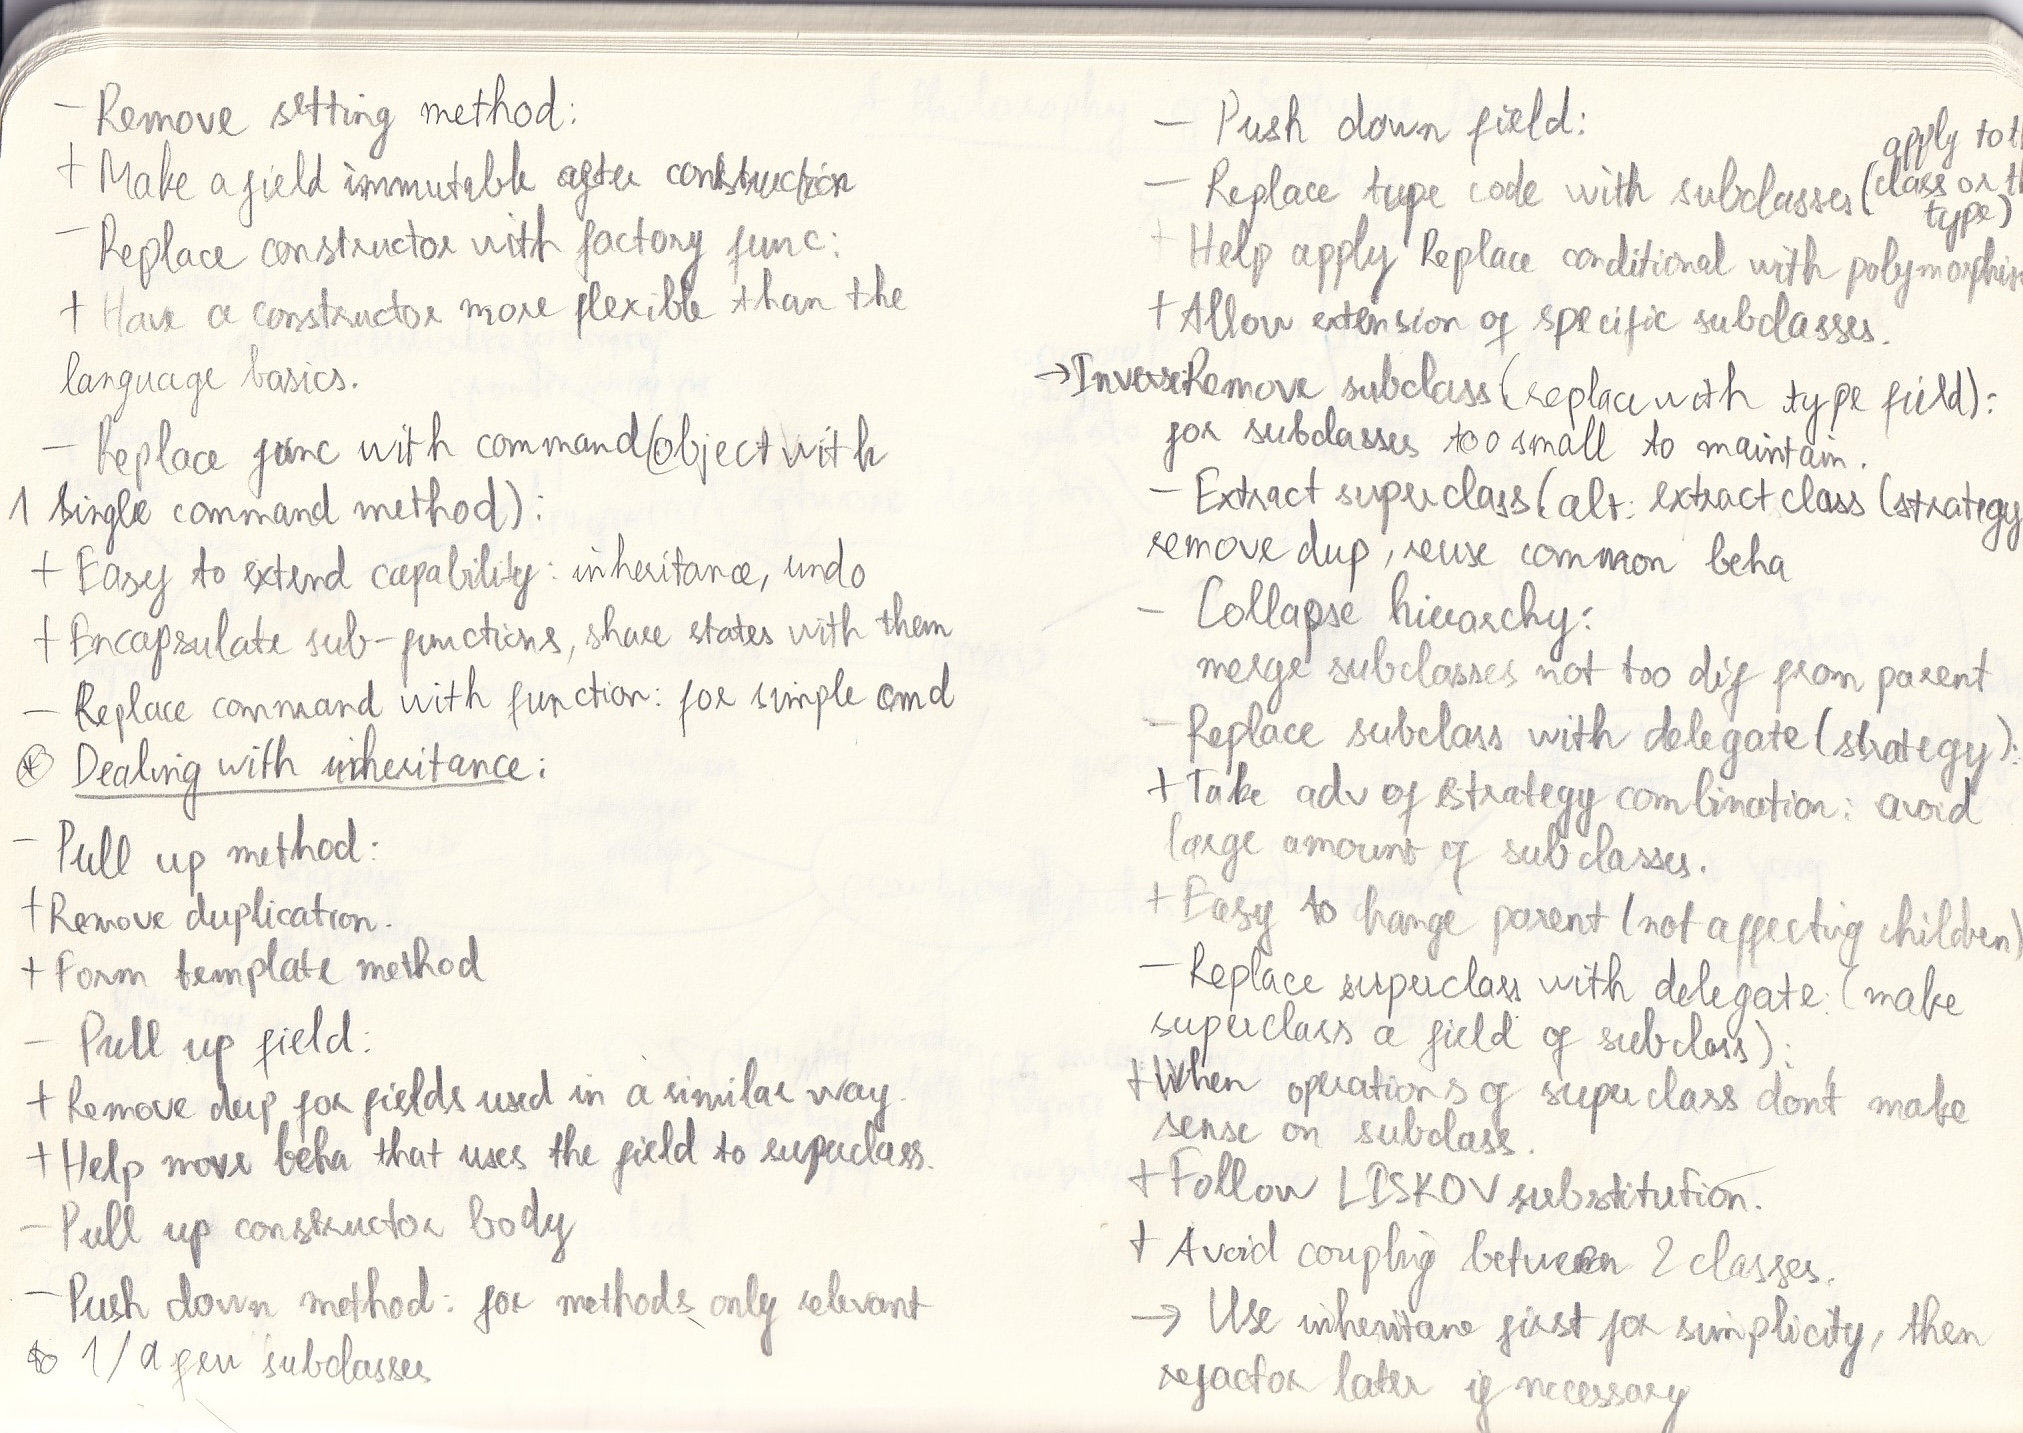 - Remove setting method:
+ Make a field immutable after construction
- Replace constructor with factory func:
+ Have a constructor more flexible than the
language basics.
- Replace func with command (object with
1 single command method):
+ Easy to extend capability: inheritance, undo
+ Encapsulate sub-functions, share states with them
- Replace command with function: for simple cmd
⊛ Dealing with inheritance:
- Pull up method:
+ Remove duplication.
+ Form template method
- Pull up field:
+ Remove dup for fields used in a similar way.
+ Help move beha that uses the field to superclass.
- Pull up constructor body
- Push down method: for methods only relevant
to 1/a few subclasses
- Push down field:
- Replace type code with subclasses (apply to th
class or th
type)
+ Help apply Replace conditional with polymorphis
+ Allow extension of specific subclasses.
→ Inverse: Remove subclass (replace with type field):
for subclasses too small to maintain.
- Extract superclass (alt: extract class (strategy
remove dup, reuse common beha
- Collapse hierarchy:
merge subclasses not too dif from parent
- Replace subclass with delegate (strategy):
+ Take adv of strategy combination: avoid
large amount of subclasses.
+ Easy to change parent (not affecting children)
- Replace superclass with delegate: (make
superclass a field of subclass):
+ When operations of superclass don't make
sense on subclass.
+ Follow LISKOV substitution.
+ Avoid coupling between 2 classes.
→ Use inheritane first for simplicity, then
refactor later if necessary